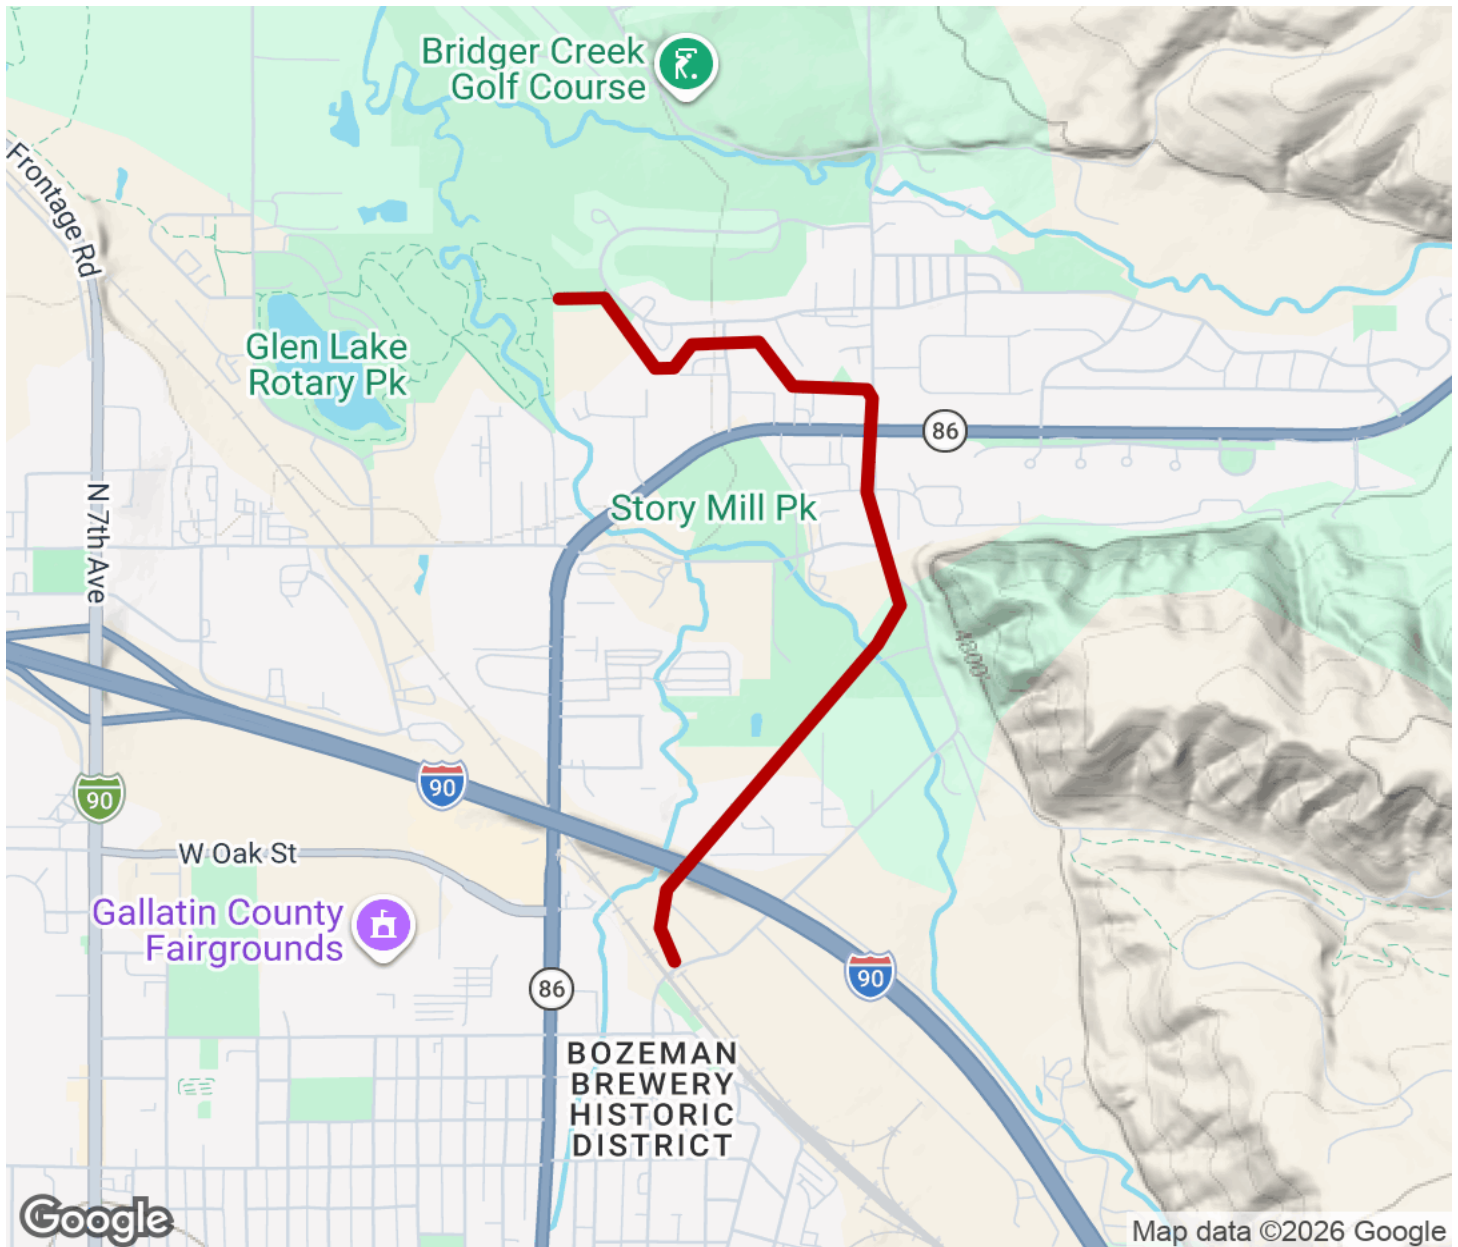 Bridger Creek
Golf Course
Frontage Rd
Glen Lake
Rotary Pk
86
N 7th Ave
Story Mill Pk
4800'
90
90
W Oak St
Gallatin County
Fairgrounds
90
86
BOZEMAN
BREWERY
HISTORIC
DISTRICT
Google
Map data ©2026 Google